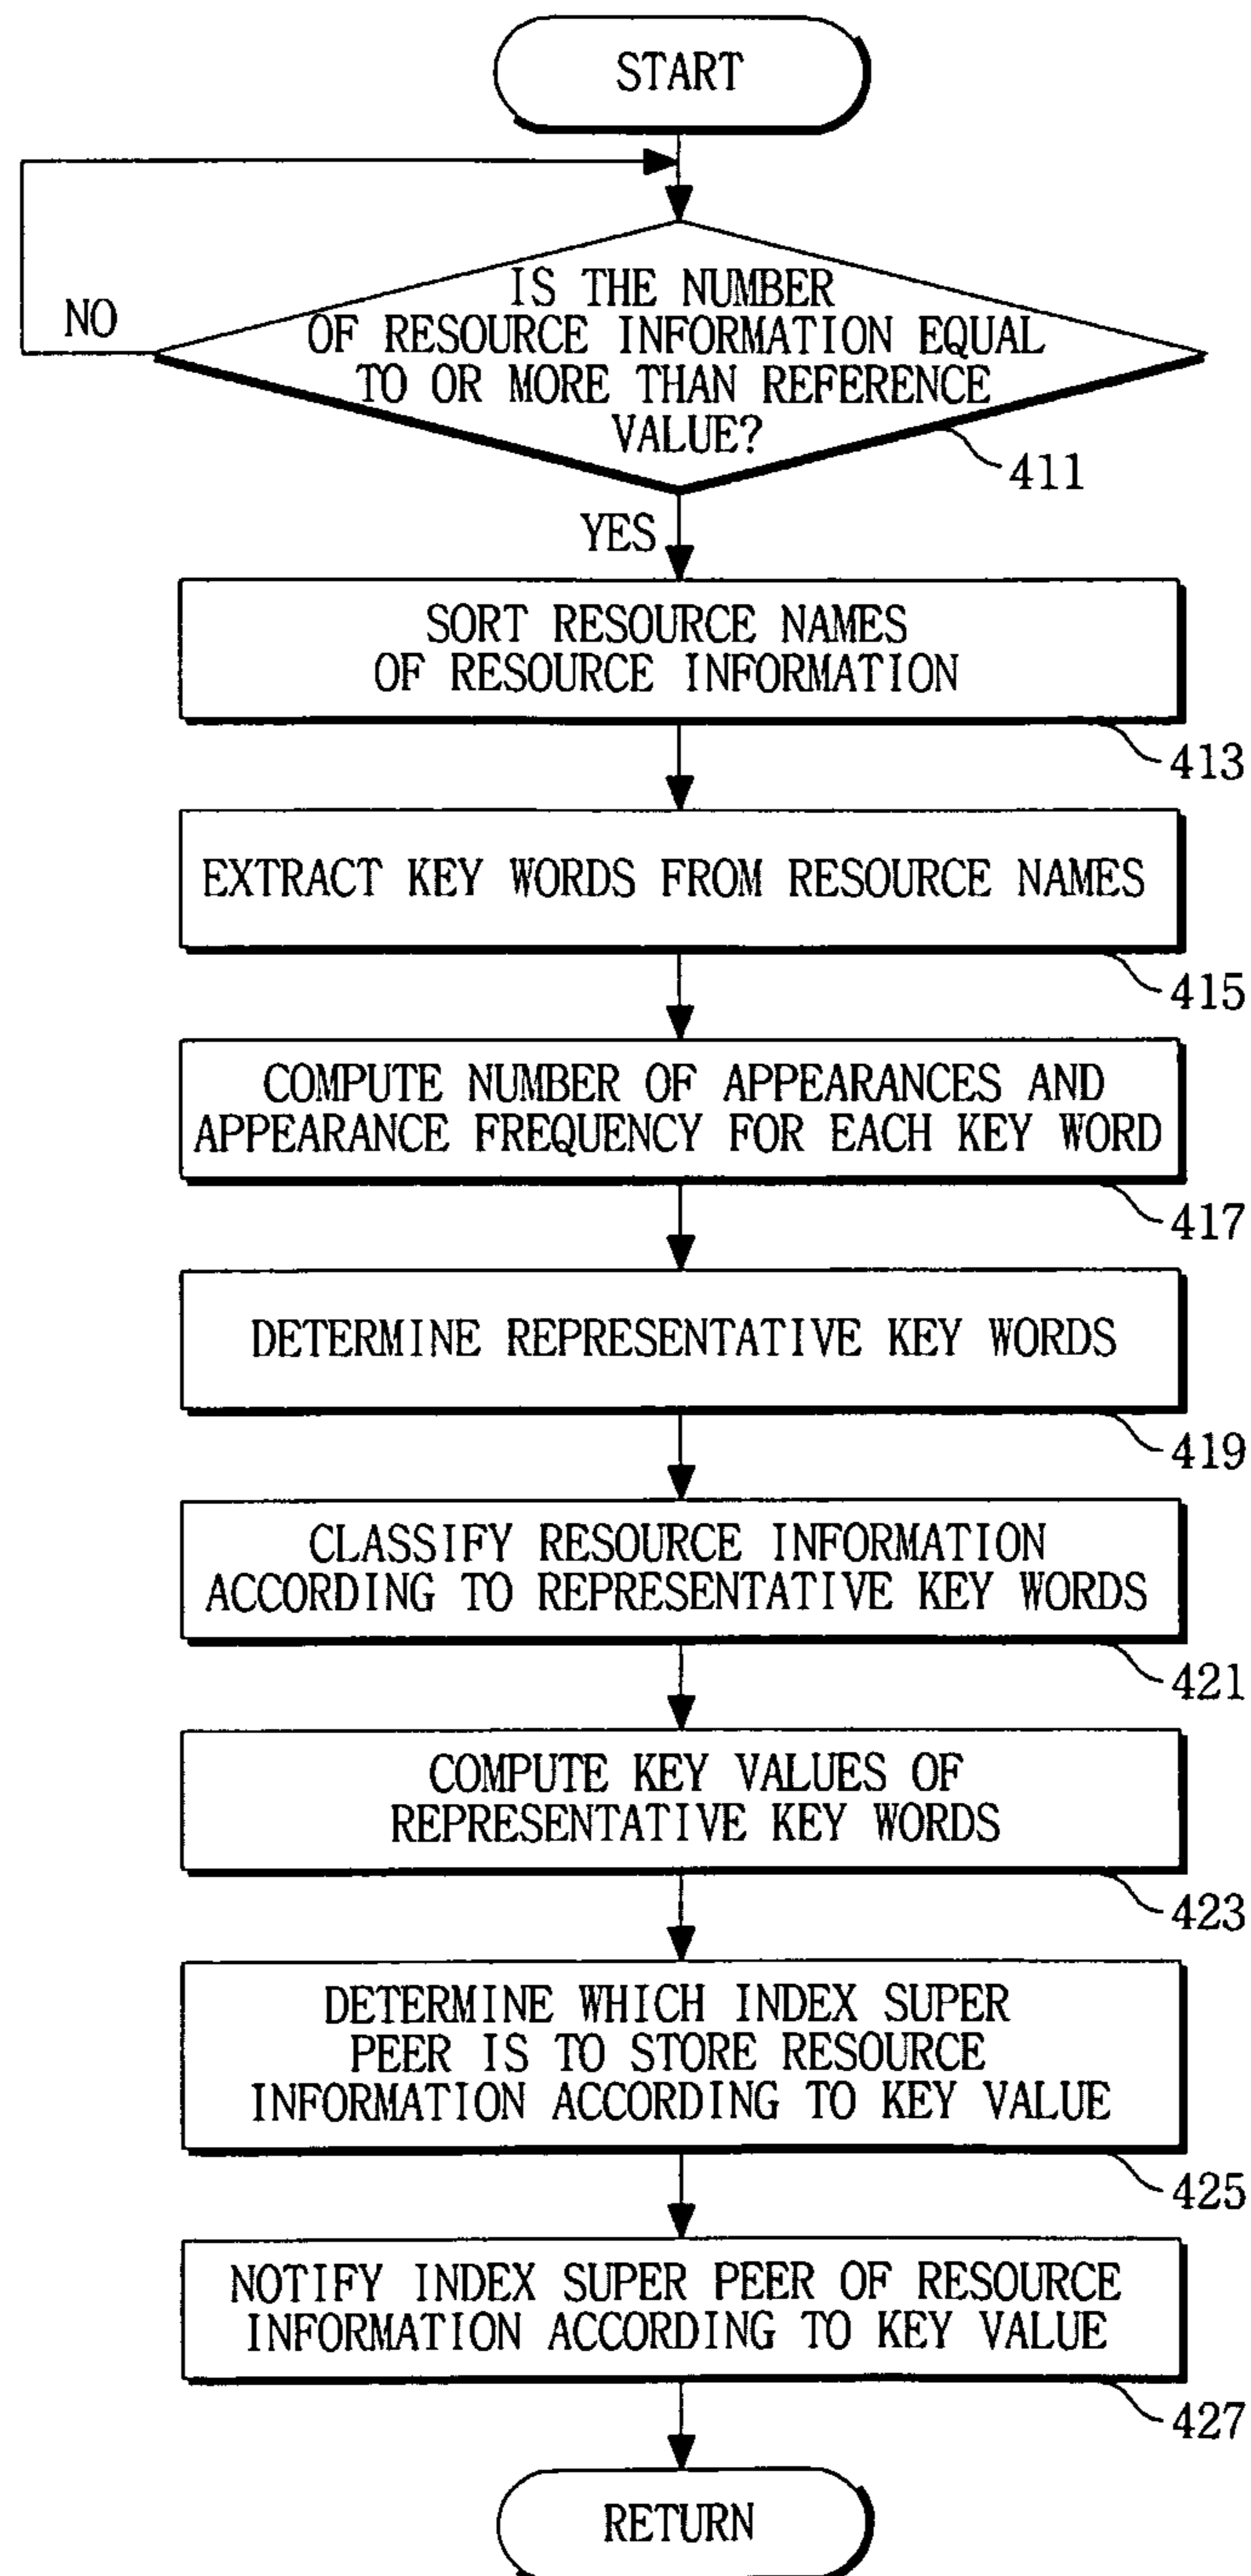 START
IS THE NUMBER
OF RESOURCE INFORMATION EQUAL
TO OR MORE THAN REFERENCE
VALUE?
NO
411
YES
SORT RESOURCE NAMES
OF RESOURCE INFORMATION
413
EXTRACT KEY WORDS FROM RESOURCE NAMES
415
COMPUTE NUMBER OF APPEARANCES AND
APPEARANCE FREQUENCY FOR EACH KEY WORD
417
DETERMINE REPRESENTATIVE KEY WORDS
419
CLASSIFY RESOURCE INFORMATION
ACCORDING TO REPRESENTATIVE KEY WORDS
421
COMPUTE KEY VALUES OF
REPRESENTATIVE KEY WORDS
423
DETERMINE WHICH INDEX SUPER
PEER IS TO STORE RESOURCE
INFORMATION ACCORDING TO KEY VALUE
425
NOTIFY INDEX SUPER PEER OF RESOURCE
INFORMATION ACCORDING TO KEY VALUE
427
RETURN